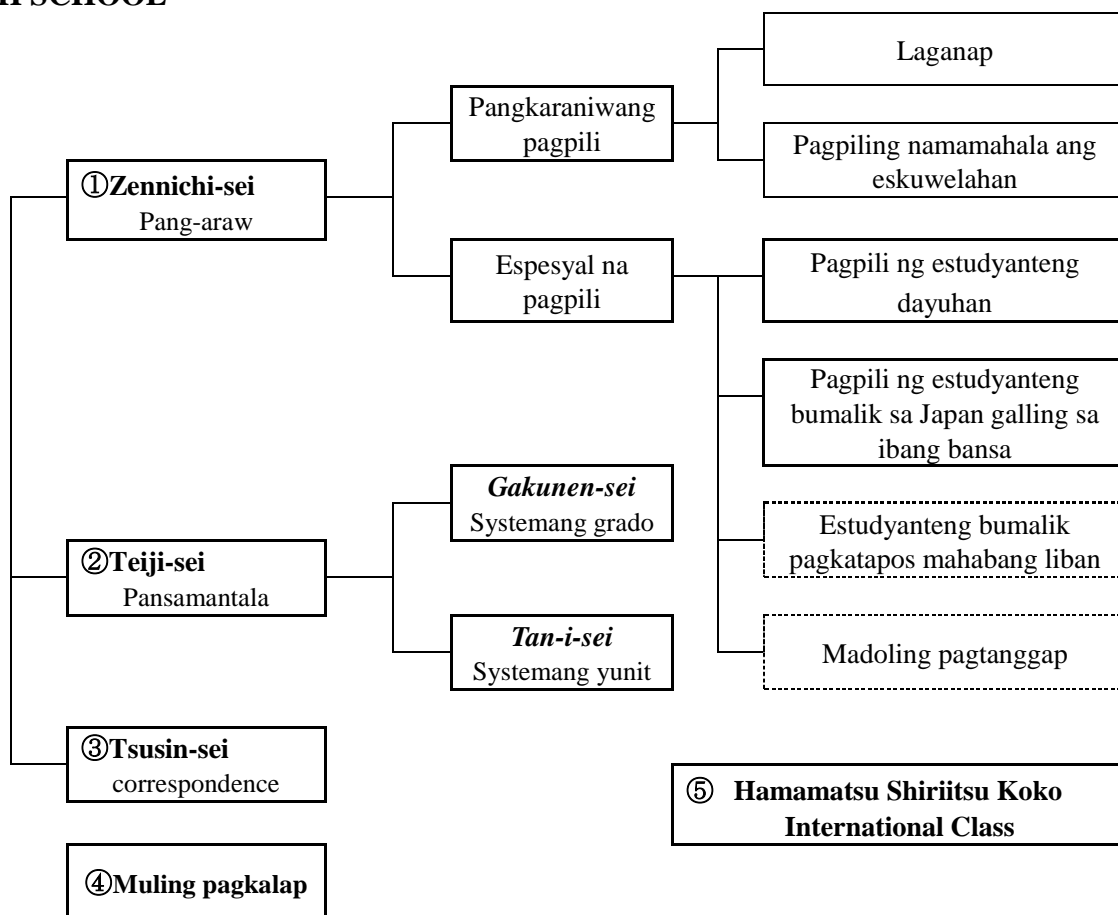 Laganap
Pangkaraniwang
pagpili
Pagpiling namamahala ang
eskuwelahan
①Zennichi-sei
Pang-araw
Espesyal na
pagpili
Pagpili ng estudyanteng
dayuhan
Pagpili ng estudyanteng
bumalik sa Japan galling sa
ibang bansa
Gakunen-sei
Systemang grado
Estudyanteng bumalik
pagkatapos mahabang liban
②Teiji-sei
Pansamantala
Tan-i-sei
Systemang yunit
Madoling pagtanggap
③Tsusin-sei
correspondence
⑤ Hamamatsu Shiriitsu Koko
International Class
④Muling pagkalap